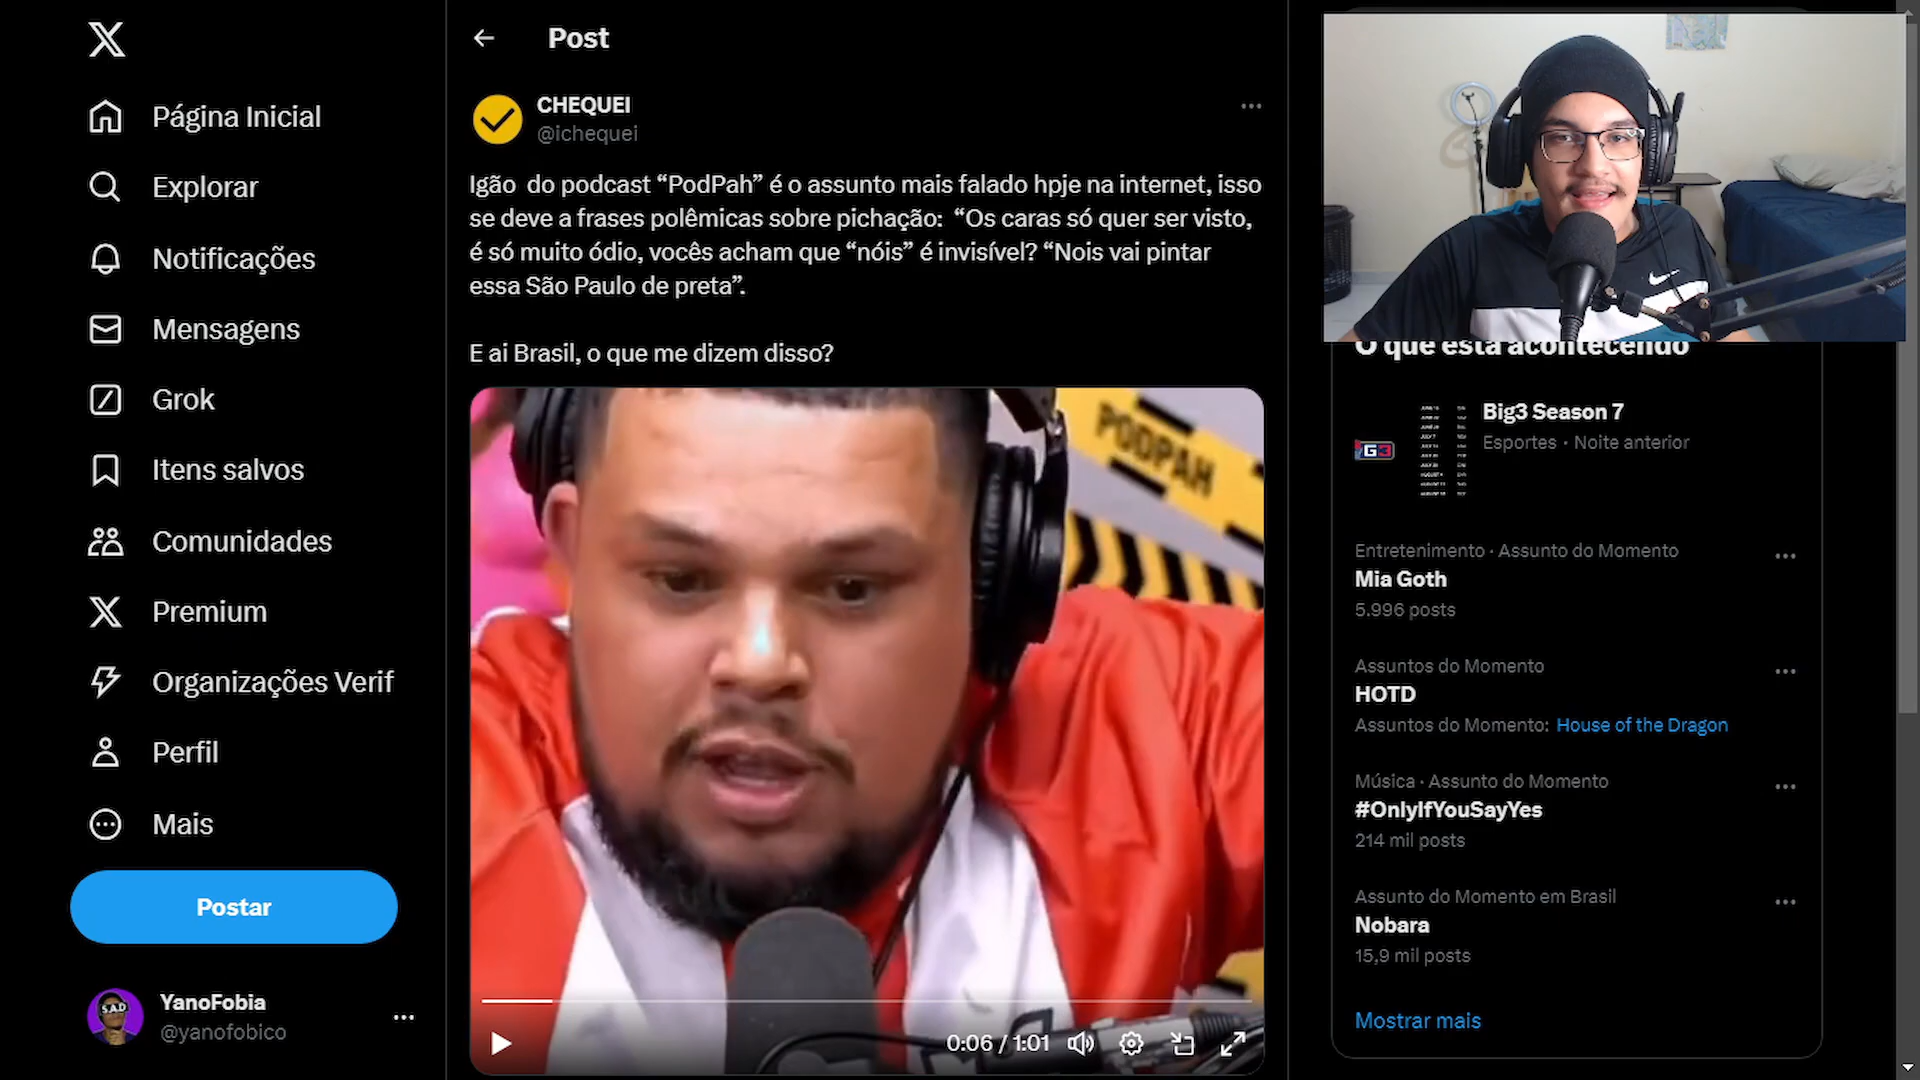 Página Inicial
Explorar
Notificações
Mensagens
Grok
Itens salvos
Comunidades
Premium
Organizações Verif
Perfil
Mais
Postar
YanoFobia
@yanofobico
Post
CHEQUEI
@ichequei
Igão do podcast “PodPah” é o assunto mais falado hpje na internet, isso
se deve a frases polêmicas sobre pichação: “Os caras só quer ser visto,
é só muito ódio, vocês acham que “nóis” é invisível? “Nois vai pintar
essa São Paulo de preta”.
E ai Brasil, o que me dizem disso?
PODPAH
0:06 / 1:01
O que está acontecendo
G3
Big3 Season 7
Esportes · Noite anterior
Entretenimento · Assunto do Momento
Mia Goth
5.996 posts
Assuntos do Momento
HOTD
Assuntos do Momento: House of the Dragon
Música · Assunto do Momento
#OnlyIfYouSayYes
214 mil posts
Assunto do Momento em Brasil
Nobara
15,9 mil posts
Mostrar mais